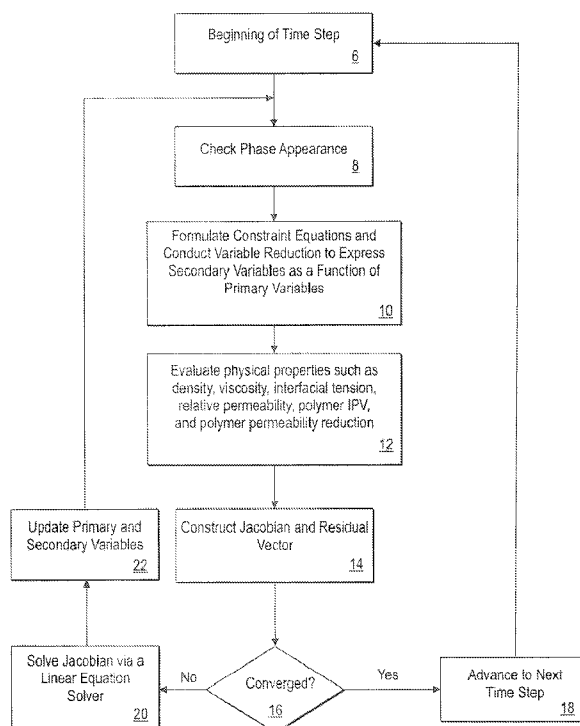 Beginning of Time Step
6
Check Phase Appearance
8
Formulate Constraint Equations and
Conduct Variable Reduction to Express
Secondary Variables as a Function of
Primary Variables
10
Evaluate physical properties such as
density, viscosity, interfacial tension,
relative permeability, polymer IPV,
and polymer permeability reduction
12
Construct Jacobian and Residual
Vector
14
Update Primary and
Secondary Variables
22
Solve Jacobian via a
Linear Equation
Solver
20
No
Converged?
16
Yes
Advance to Next
Time Step
18